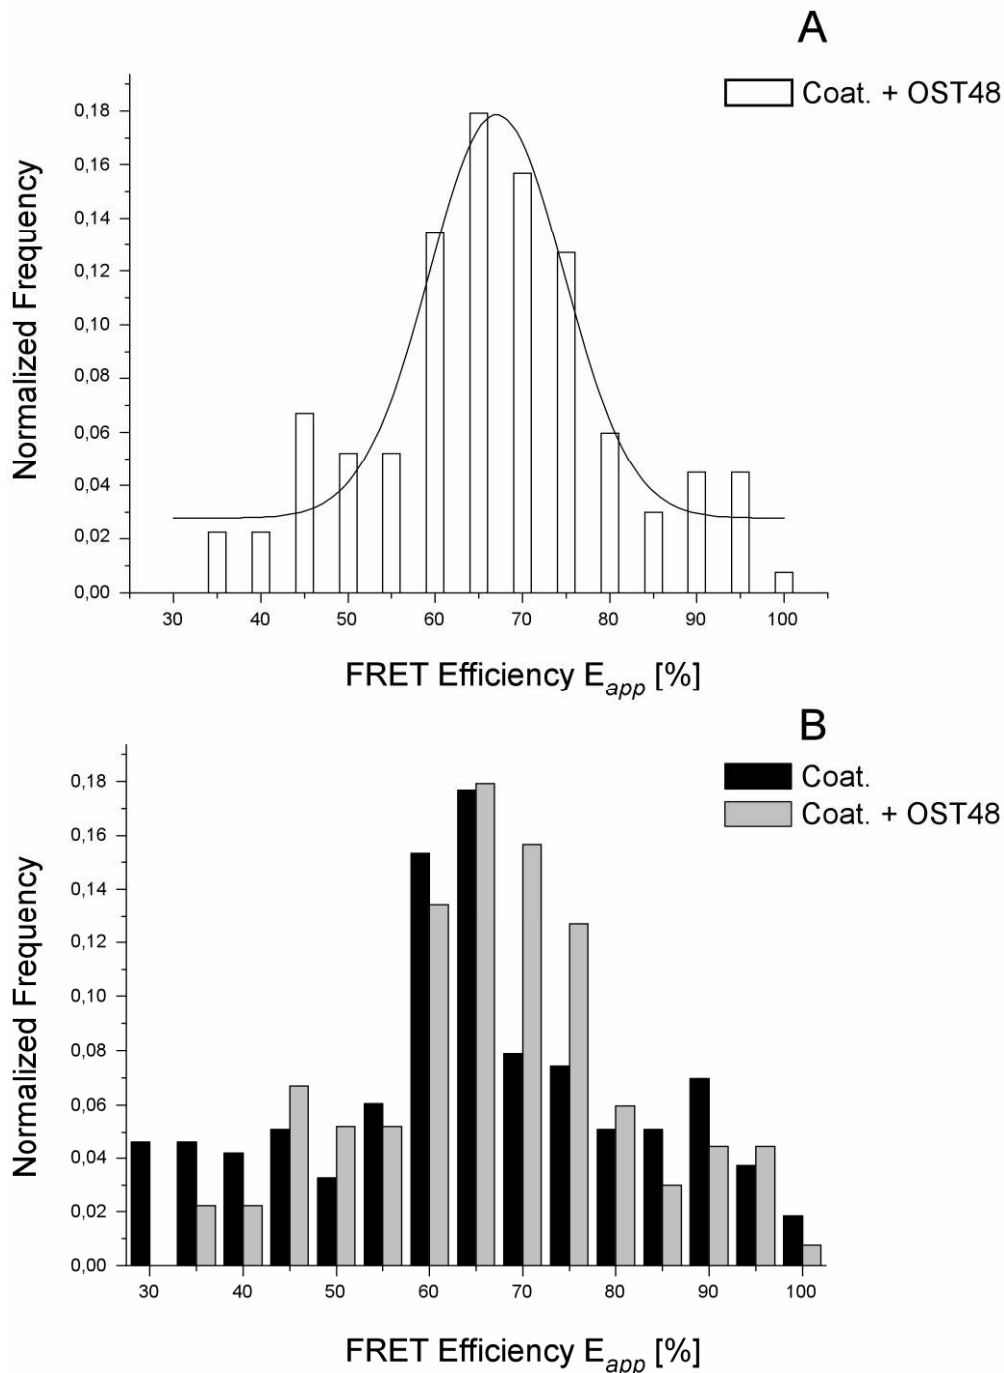 A
Coat. + OST48
Normalized Frequency
0,18
0,16
0,14
0,12
0,10
0,08
0,06
0,04
0,02
0,00
30 40 50 60 70 80 90 100
FRET Efficiency E_app [%]
B
Coat.
Coat. + OST48
Normalized Frequency
0,18
0,16
0,14
0,12
0,10
0,08
0,06
0,04
0,02
0,00
30 40 50 60 70 80 90 100
FRET Efficiency E_app [%]